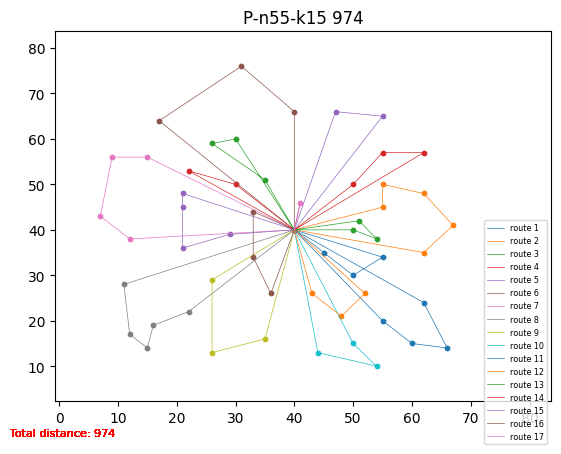 P-n55-k15 974
80
70
60
50
40
30
20
10
0
10
20
30
40
50
60
70
80
route 1
route 2
route 3
route 4
route 5
route 6
route 7
route 8
route 9
route 10
route 11
route 12
route 13
route 14
route 15
route 16
route 17
Total distance: 974